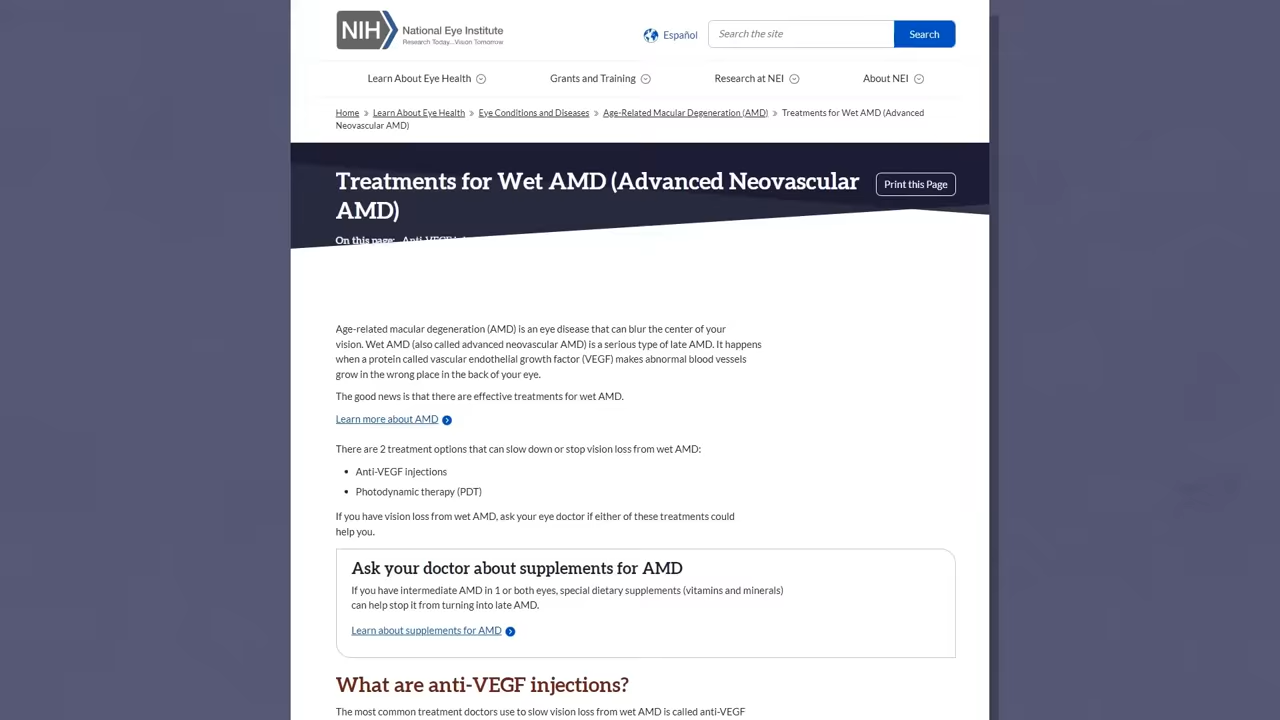 NIH National Eye Institute
Research Today...Vision Tomorrow
Español
Search the site
Search
Learn About Eye Health
Grants and Training
Research at NEI
About NEI
Home » Learn About Eye Health » Eye Conditions and Diseases » Age-Related Macular Degeneration (AMD) » Treatments for Wet AMD (Advanced
Neovascular AMD)
Treatments for Wet AMD (Advanced Neovascular
AMD)
Print this Page
On this page: Anti-VEGF
Age-related macular degeneration (AMD) is an eye disease that can blur the center of your
vision. Wet AMD (also called advanced neovascular AMD) is a serious type of late AMD. It happens
when a protein called vascular endothelial growth factor (VEGF) makes abnormal blood vessels
grow in the wrong place in the back of your eye.
The good news is that there are effective treatments for wet AMD.
Learn more about AMD
There are 2 treatment options that can slow down or stop vision loss from wet AMD:
• Anti-VEGF injections
• Photodynamic therapy (PDT)
If you have vision loss from wet AMD, ask your eye doctor if either of these treatments could
help you.
Ask your doctor about supplements for AMD
If you have intermediate AMD in 1 or both eyes, special dietary supplements (vitamins and minerals)
can help stop it from turning into late AMD.
Learn about supplements for AMD
What are anti-VEGF injections?
The most common treatment doctors use to slow vision loss from wet AMD is called anti-VEGF